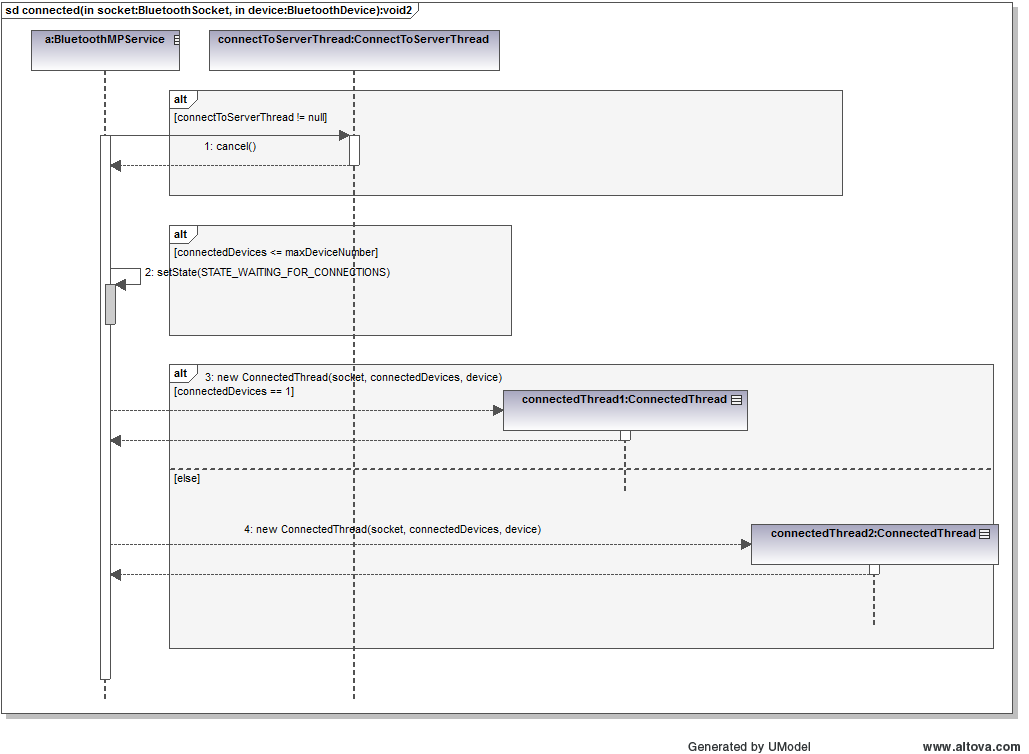 sd connected(in socket:BluetoothSocket, in device:BluetoothDevice):void2
a:BluetoothMPService
connectToServerThread:ConnectToServerThread
alt
[connectToServerThread != null]
1: cancel()
alt
[connectedDevices <= maxDeviceNumber]
2: setState(STATE_WAITING_FOR_CONNECTIONS)
alt
3: new ConnectedThread(socket, connectedDevices, device)
[connectedDevices == 1]
connectedThread1:ConnectedThread
[else]
4: new ConnectedThread(socket, connectedDevices, device)
connectedThread2:ConnectedThread
Generated by UModel
www.altova.com